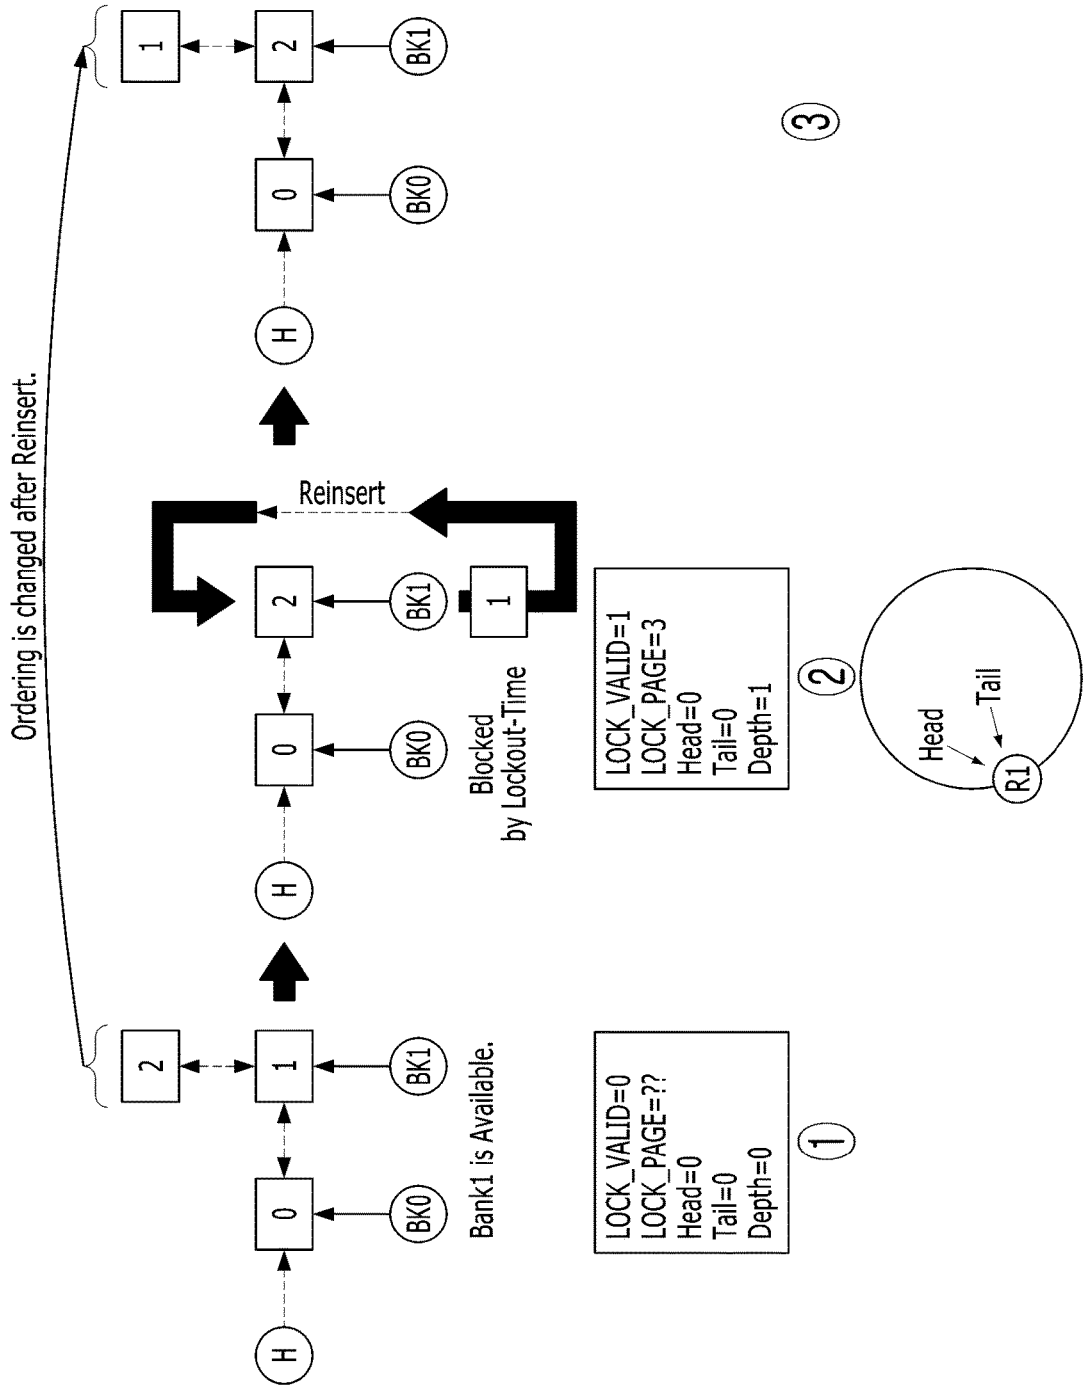 Ordering is changed after Reinsert.
2
1
H
0
1
BK0
BK1
Bank1 is Available.
LOCK_VALID=0
LOCK_PAGE=??
Head=0
Tail=0
Depth=0
1
H
0
2
BK0
BK1
Reinsert
Blocked
by Lockout-Time
1
LOCK_VALID=1
LOCK_PAGE=3
Head=0
Tail=0
Depth=1
2
Head
Tail
R1
H
0
2
BK0
BK1
3